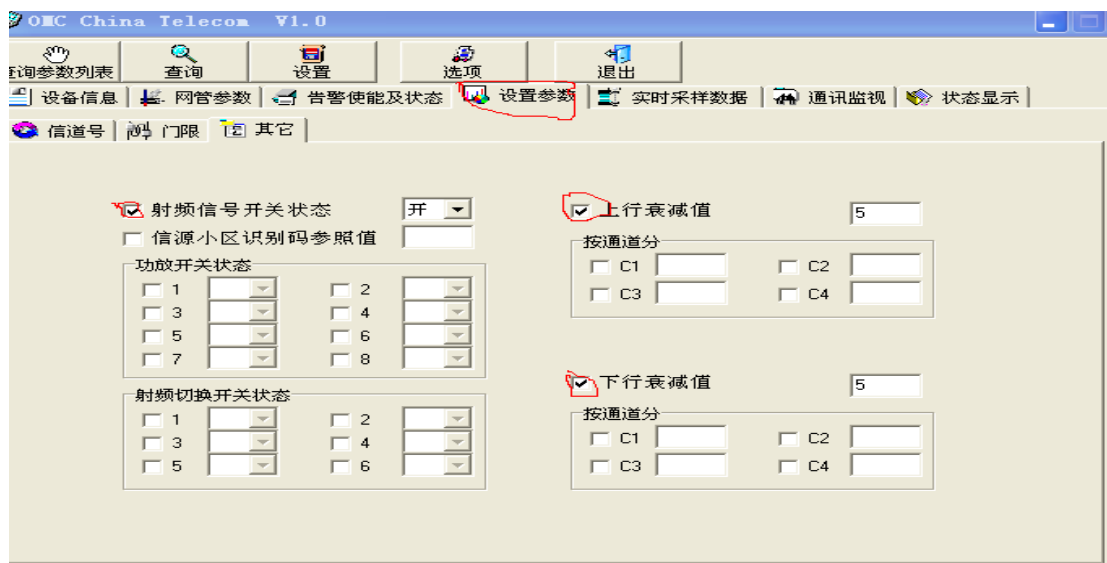 OMC China Telecom V1.0
查询参数列表 查询 设置 选项 退出
设备信息 网管参数 告警使能及状态 设置参数 实时采样数据 通讯监视 状态显示
信道号 门限 其它
射频信号开关状态 开 上行衰减值 5
信源小区识别码参照值
按通道分
功放开关状态
C1 C2
1 2
C3 C4
3 4
5 6
7 8
下行衰减值 5
射频切换开关状态
按通道分
1 2
C1 C2
3 4
5 6
C3 C4